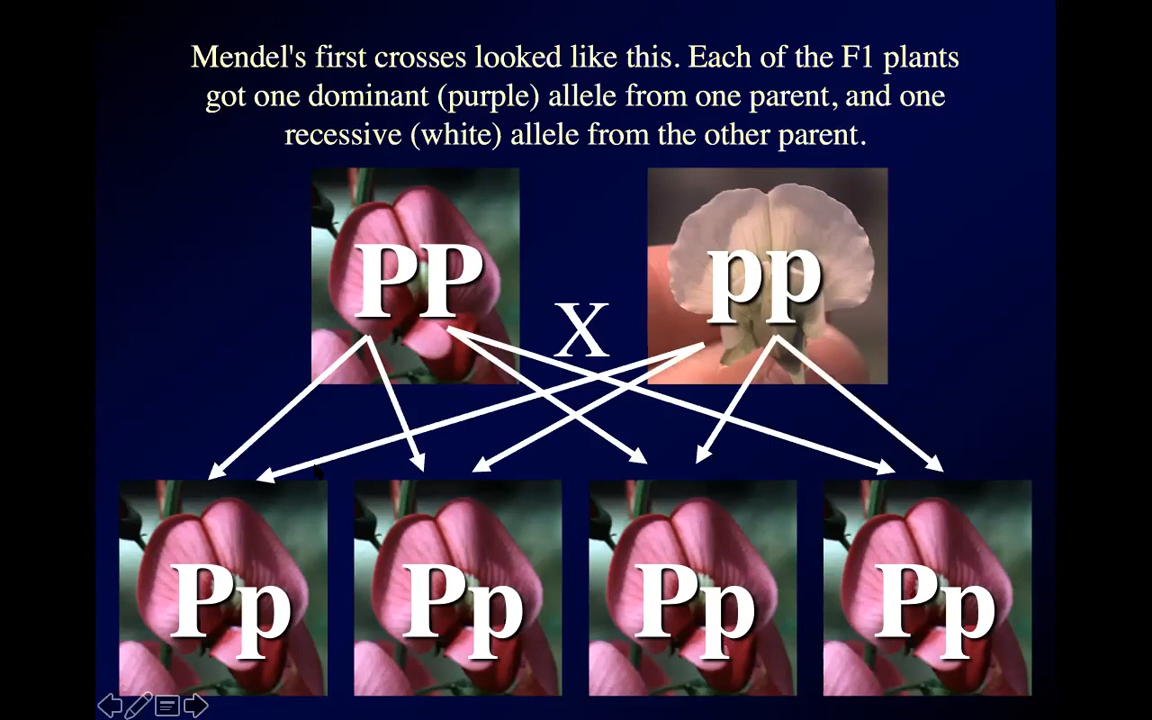 Mendel's first crosses looked like this. Each of the F1 plants
got one dominant (purple) allele from one parent, and one
recessive (white) allele from the other parent.
PP X pp
Pp Pp Pp Pp